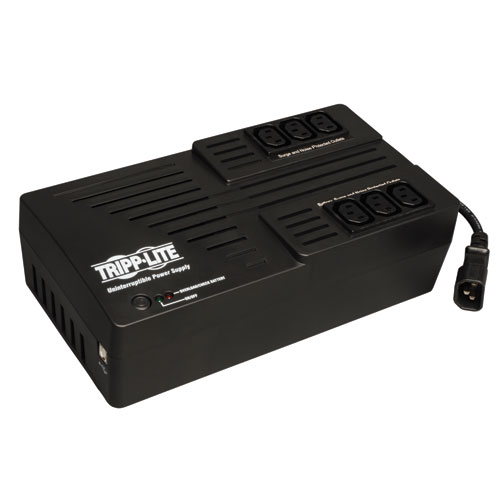 Surge and Noise Protected Outlets
Battery, Surge and Noise Protected Outlets
TRIPP·LITE
Uninterruptible Power Supply
OVERLOAD/CHECK BATTERY
ON/OFF